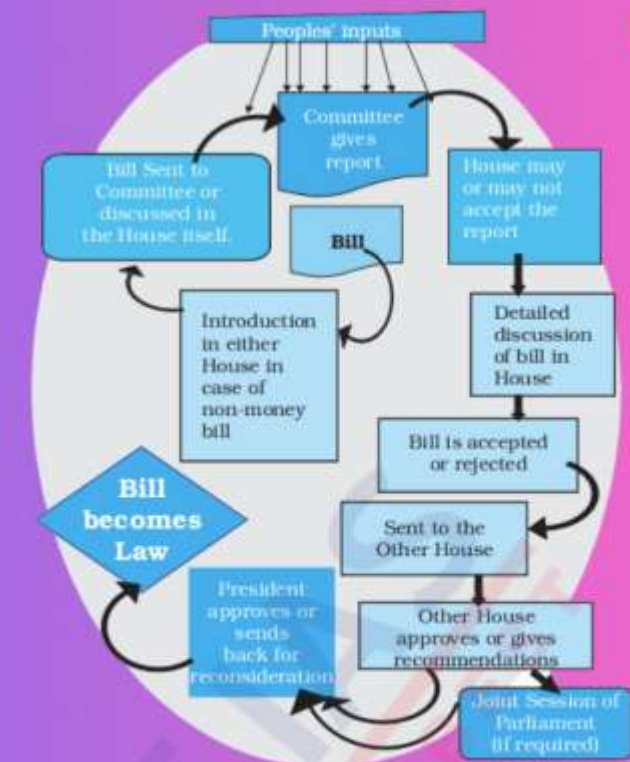 Peoples' inputs
Committee
gives
report
Bill Sent to
Committee or
discussed in
the House itself.
House may
or may not
accept the
report
Bill
Introduction
in either
House in
case of
non-money
bill
Detailed
discussion
of bill in
House
Bill is accepted
or rejected
Sent to the
Other House
Other House
approves or gives
recommendations
Joint Session of
Parliament
(if required)
President
approves or
sends
back for
reconsideration
Bill
becomes
Law